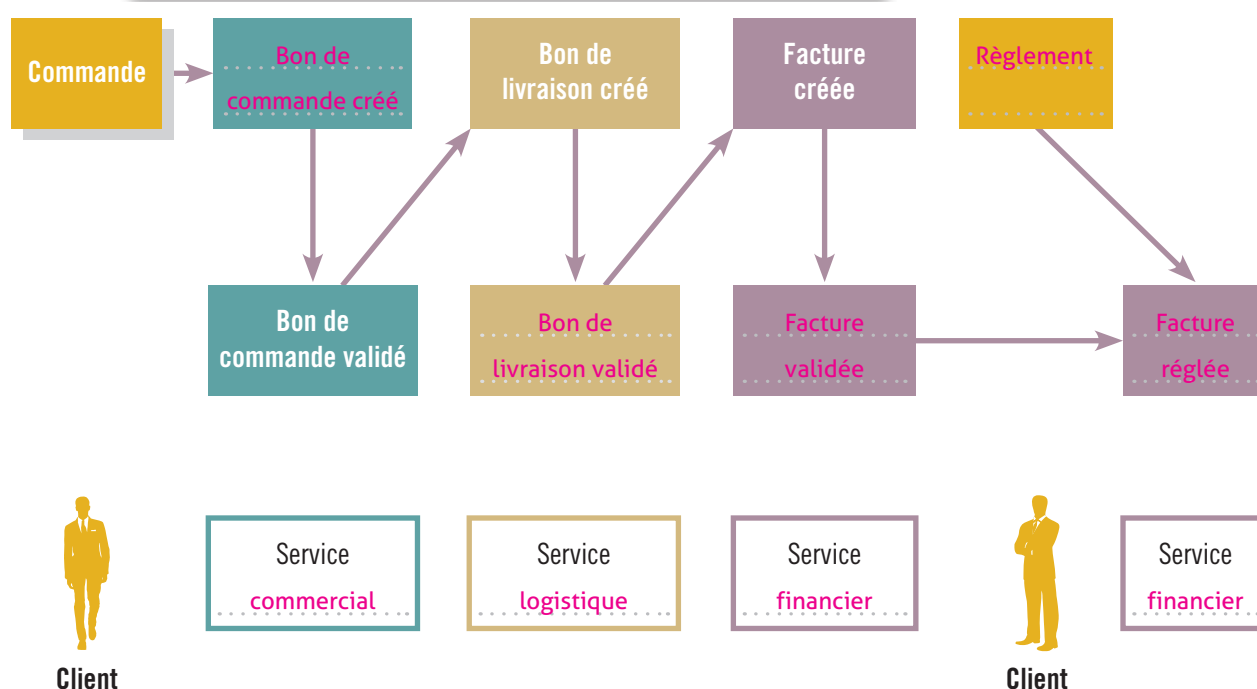 Commande
Bon de
commande créé
Bon de
livraison créé
Facture
créée
Règlement
Bon de
commande validé
Bon de
livraison validé
Facture
validée
Facture
réglée
Client
Service
commercial
Service
logistique
Service
financier
Client
Service
financier